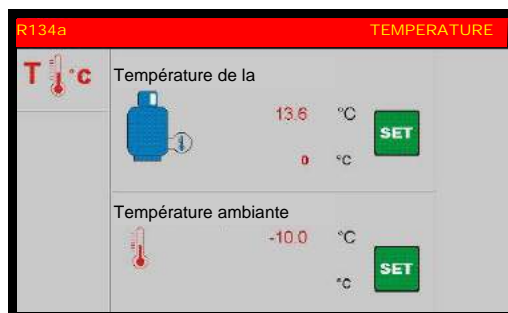 R134a TEMPERATURE
T °C
Température de la
13.6 °C
SET
0 °C
Température ambiante
-10.0 °C
SET
°C